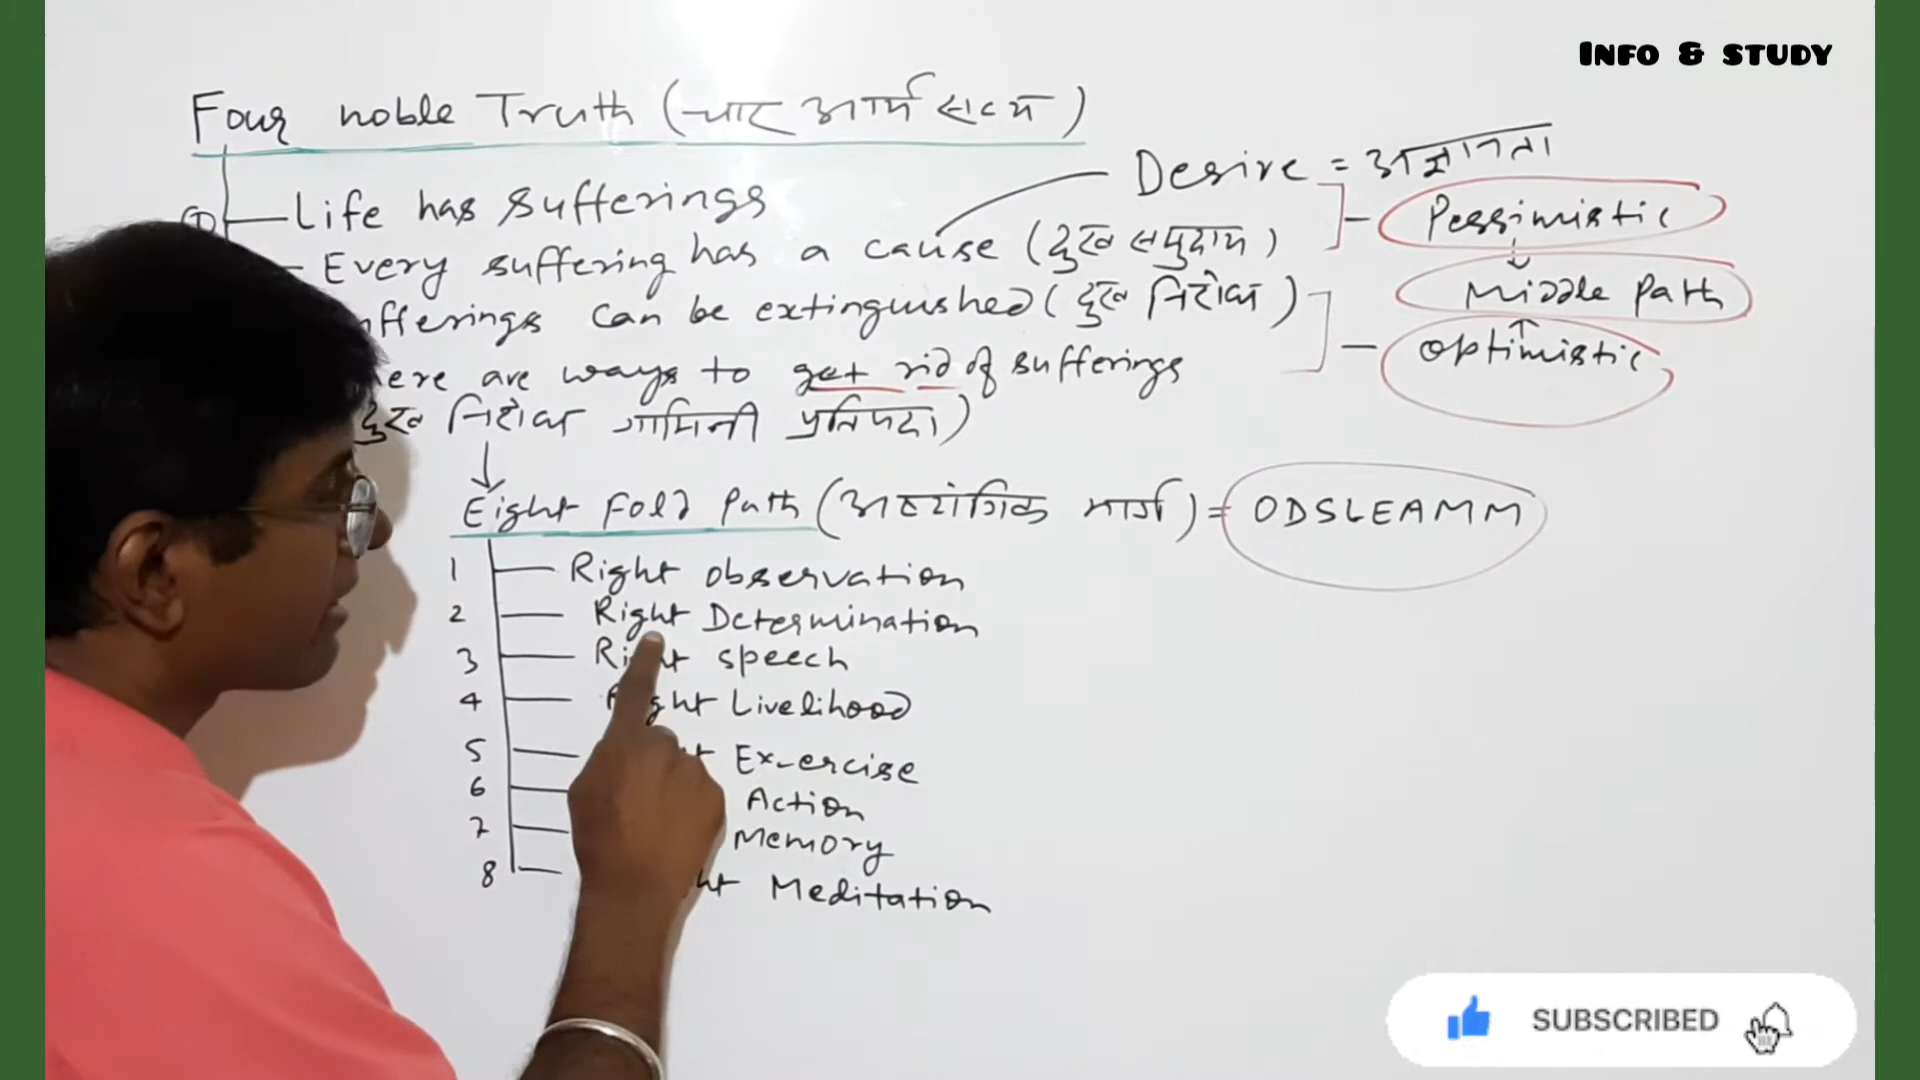 INFO & STUDY
Four noble Truth (चार आर्य सत्य)
Desire = अज्ञानता
① Life has sufferings
Pessimistic
Every suffering has a cause (दुःख समुदाय)
Middle Path
ufferings can be extinguished (दुःख निरोध)
optimistic
ere are ways to get rid of sufferings
दुःख निरोध गामिनी प्रतिपदा)
Eight Fold Path (अष्टांगिक मार्ग) = ODSLEAMM
1 Right observation
2 Right Determination
3 Right speech
4 Right Livelihood
5 Exercise
6 Action
7 Memory
8 ht Meditation
SUBSCRIBED